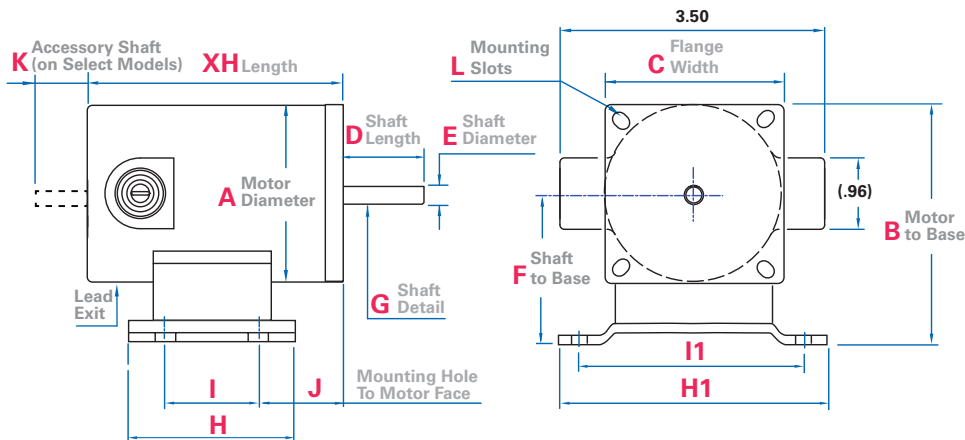 K Accessory Shaft
(on Select Models)
XH Length
D Shaft
Length
E Shaft
Diameter
A Motor
Diameter
Lead
Exit
G Shaft
Detail
I
J
Mounting Hole
To Motor Face
H
3.50
L Mounting
Slots
C Flange
Width
(.96)
B Motor
to Base
F Shaft
to Base
I1
H1